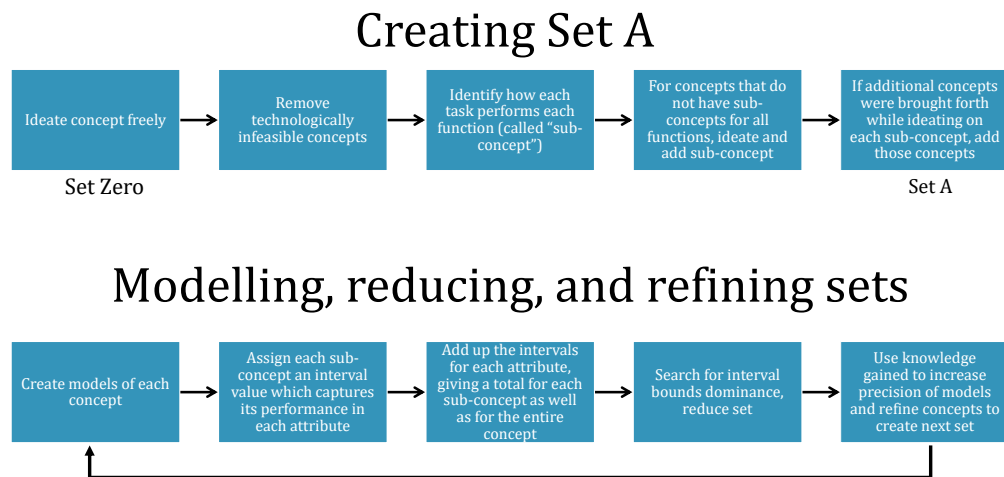 Creating Set A
Ideate concept freely
Remove
technologically
infeasible concepts
Identify how each
task performs each
function (called “sub-
concept”)
For concepts that do
not have sub-
concepts for all
functions, ideate and
add sub-concept
If additional concepts
were brought forth
while ideating on
each sub-concept, add
those concepts
Set Zero
Set A
Modelling, reducing, and refining sets
Create models of each
concept
Assign each sub-
concept an interval
value which captures
its performance in
each attribute
Add up the intervals
for each attribute,
giving a total for each
sub-concept as well
as for the entire
concept
Search for interval
bounds dominance,
reduce set
Use knowledge
gained to increase
precision of models
and refine concepts to
create next set